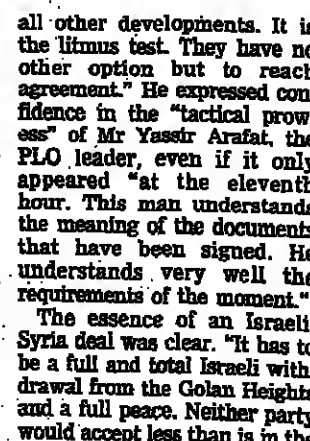 all other developments. It is
the litmus test. They have no
other option but to reach
agreement." He expressed con
fidence in the "tactical prow
ess" of Mr Yassir Arafat, the
PLO leader, even if it only
appeared "at the eleventh
hour. This man understands
the meaning of the documents
that have been signed. He
understands very well the
requirements of the moment."
The essence of an Israeli
Syria deal was clear. "It has to
be a full and total Israeli with
drawal from the Golan Heights
and a full peace. Neither party
would accept less than is in the